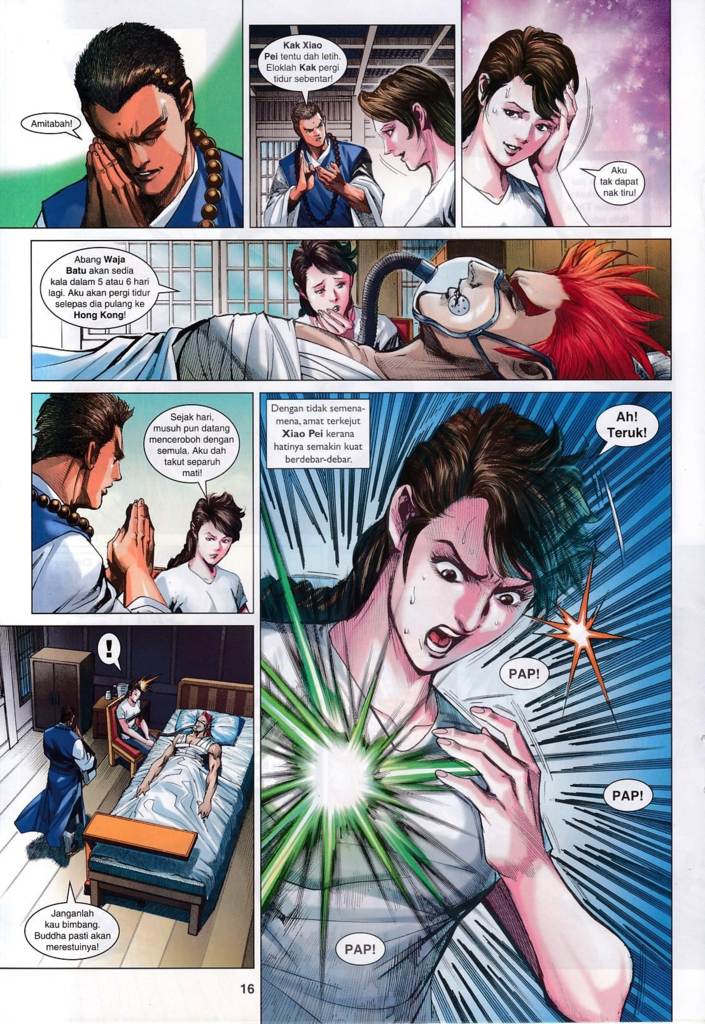 Amitabah!
Kak Xiao
Pei tentu dah letih.
Eloklah Kak pergi
tidur sebentar!
Aku
tak dapat
nak tiru!
Abang Waja
Batu akan sedia
kala dalam 5 atau 6 hari
lagi. Aku akan pergi tidur
selepas dia pulang ke
Hong Kong!
Sejak hari,
musuh pun datang
menceroboh dengan
semula. Aku dah
takut separuh
mati!
!
Janganlah
kau bimbang.
Buddha pasti akan
merestuinya!
Dengan tidak semena-
mena, amat terkejut
Xiao Pei kerana
hatinya semakin kuat
berdebar-debar.
Ah!
Teruk!
PAP!
PAP!
PAP!
16